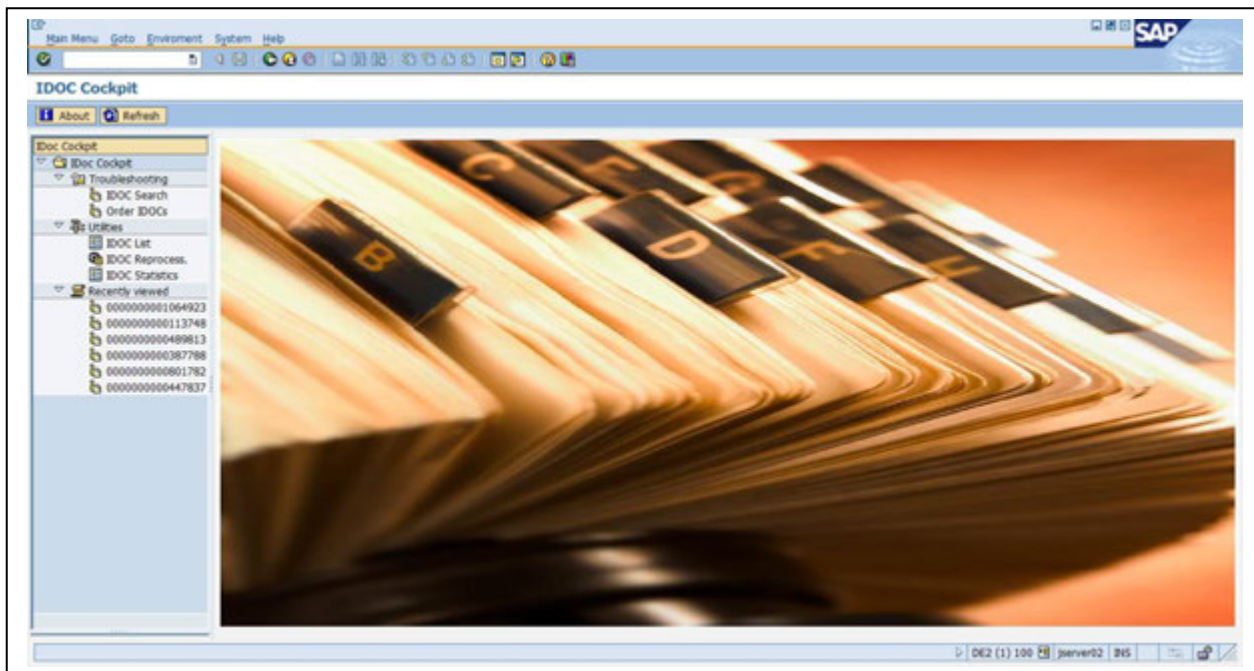 Main Menu Goto Enviroment System Help
SAP
IDOC Cockpit
About Refresh
IDoc Cockpit
IDoc Cockpit
Troubleshooting
IDOC Search
Order IDOCs
Utilities
IDOC List
IDOC Reprocess.
IDOC Statistics
Recently viewed
0000000001064923
0000000000113748
0000000000489813
0000000000387788
0000000000801782
0000000000447837
B
C
D
E
F
G
H
DE2 (1) 100 jserver02 INS